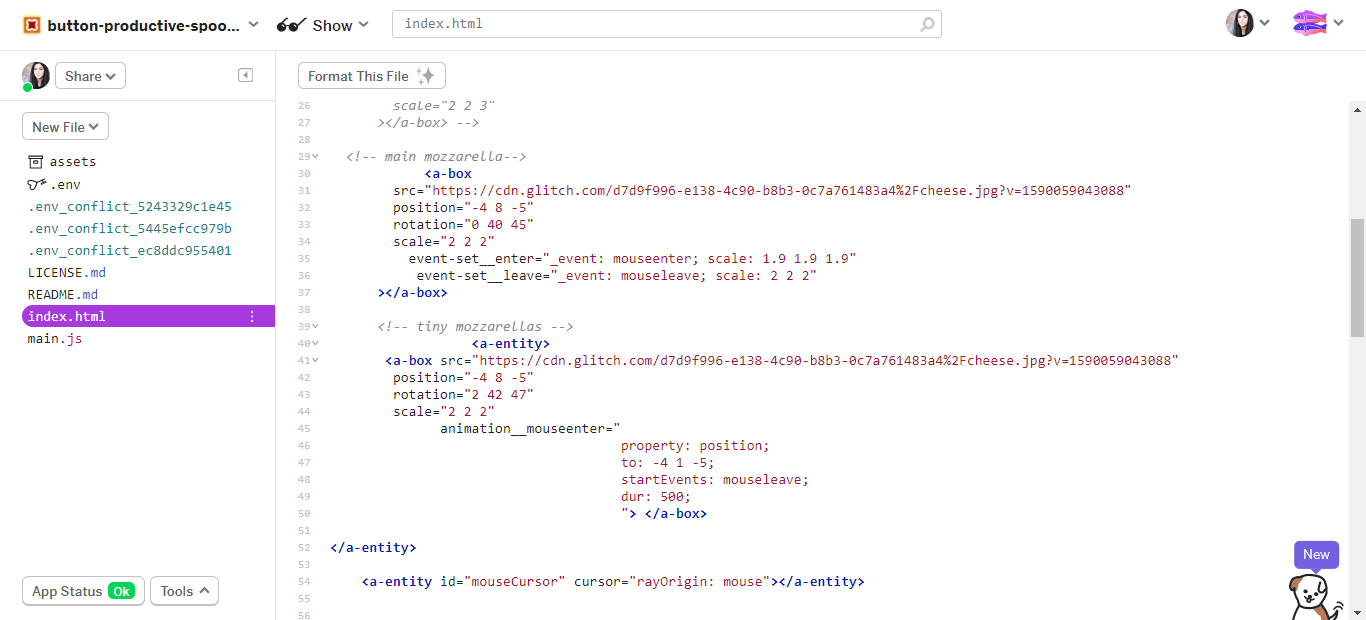 button-productive-spoo...
Show
index.html
Share
Format This File
New File
assets
.env
.env_conflict_5243329c1e45
.env_conflict_5445efcc979b
.env_conflict_ec8ddc955401
LICENSE.md
README.md
index.html
main.js
App Status Ok
Tools
26 scale="2 2 3"
27 ></a-box> -->
28
29 <!-- main mozzarella-->
30 <a-box
31 src="https://cdn.glitch.com/d7d9f996-e138-4c90-b8b3-0c7a761483a4%2Fcheese.jpg?v=1590059043088"
32 position="-4 8 -5"
33 rotation="0 40 45"
34 scale="2 2 2"
35 event-set__enter="_event: mouseenter; scale: 1.9 1.9 1.9"
36 event-set__leave="_event: mouseleave; scale: 2 2 2"
37 ></a-box>
38
39 <!-- tiny mozzarellas -->
40 <a-entity>
41 <a-box src="https://cdn.glitch.com/d7d9f996-e138-4c90-b8b3-0c7a761483a4%2Fcheese.jpg?v=1590059043088"
42 position="-4 8 -5"
43 rotation="2 42 47"
44 scale="2 2 2"
45 animation__mouseenter="
46 property: position;
47 to: -4 1 -5;
48 startEvents: mouseleave;
49 dur: 500;
50 "> </a-box>
51
52 </a-entity>
53
54 <a-entity id="mouseCursor" cursor="rayOrigin: mouse"></a-entity>
55
56
New